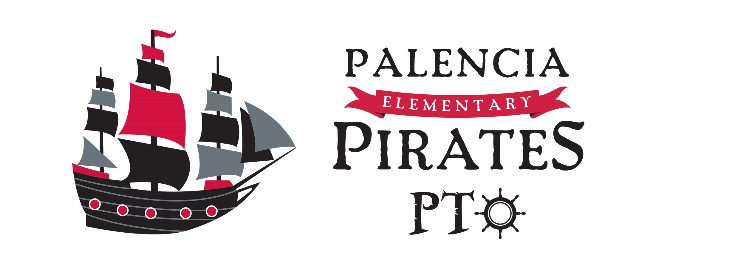 PALENCIA
ELEMENTARY
PIRATES
PTO